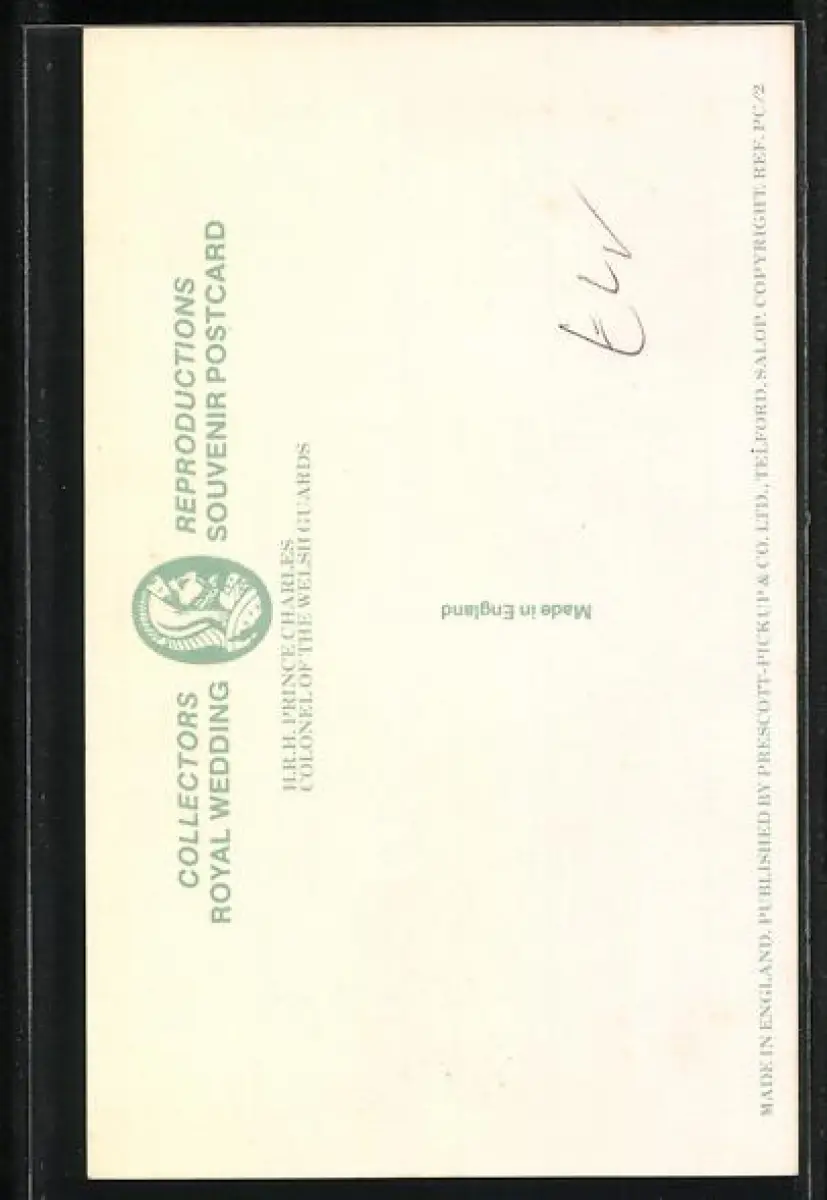 COLLECTORS REPRODUCTIONS
ROYAL WEDDING SOUVENIR POSTCARD
H.R.H. PRINCE CHARLES
COLONEL OF THE WELSH GUARDS
Made in England
MADE IN ENGLAND. PUBLISHED BY PRESCOTT-PICKUP & CO. LTD., TELFORD, SALOP. COPYRIGHT. REF. PC/2